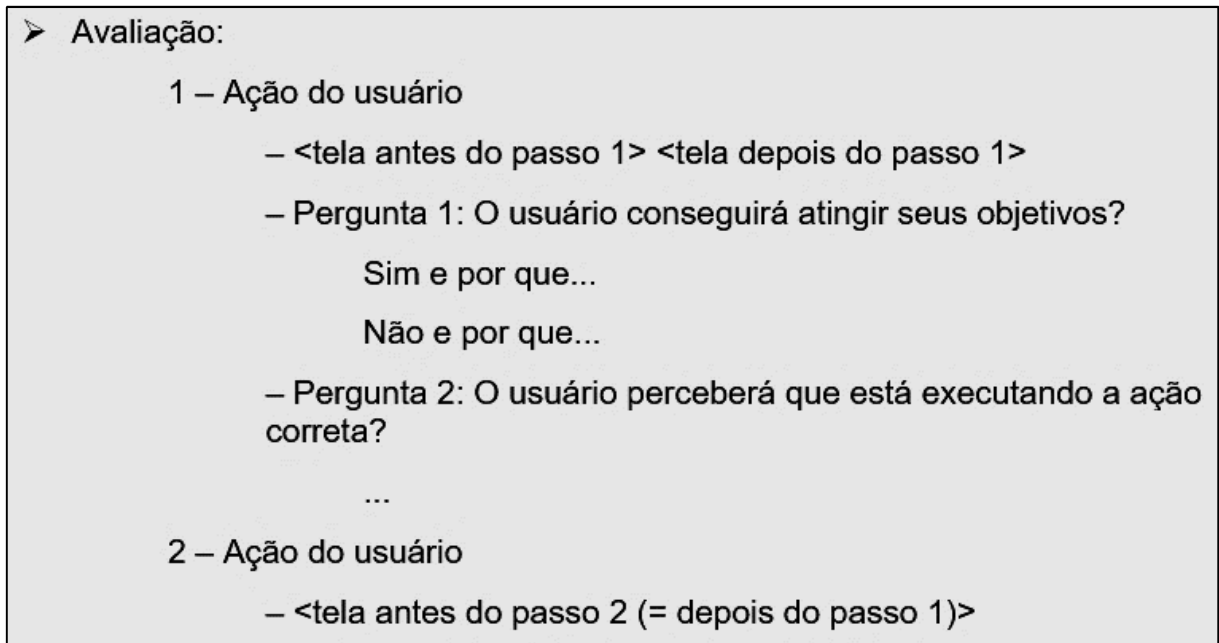 ➤ Avaliação:
1 – Ação do usuário
– <tela antes do passo 1> <tela depois do passo 1>
– Pergunta 1: O usuário conseguirá atingir seus objetivos?
Sim e por que...
Não e por que...
– Pergunta 2: O usuário perceberá que está executando a ação
correta?
...
2 – Ação do usuário
– <tela antes do passo 2 (= depois do passo 1)>